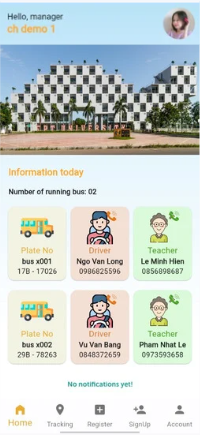 Hello, manager
ch demo 1
Information today
Number of running bus: 02
Plate No
bus x001
17B - 17026
Driver
Ngo Van Long
0986825596
Teacher
Le Minh Hien
0856898687
Plate No
bus x002
29B - 78263
Driver
Vu Van Bang
0848372659
Teacher
Pham Nhat Le
0973593658
No notifications yet!
Home
Tracking
Register
SignUp
Account